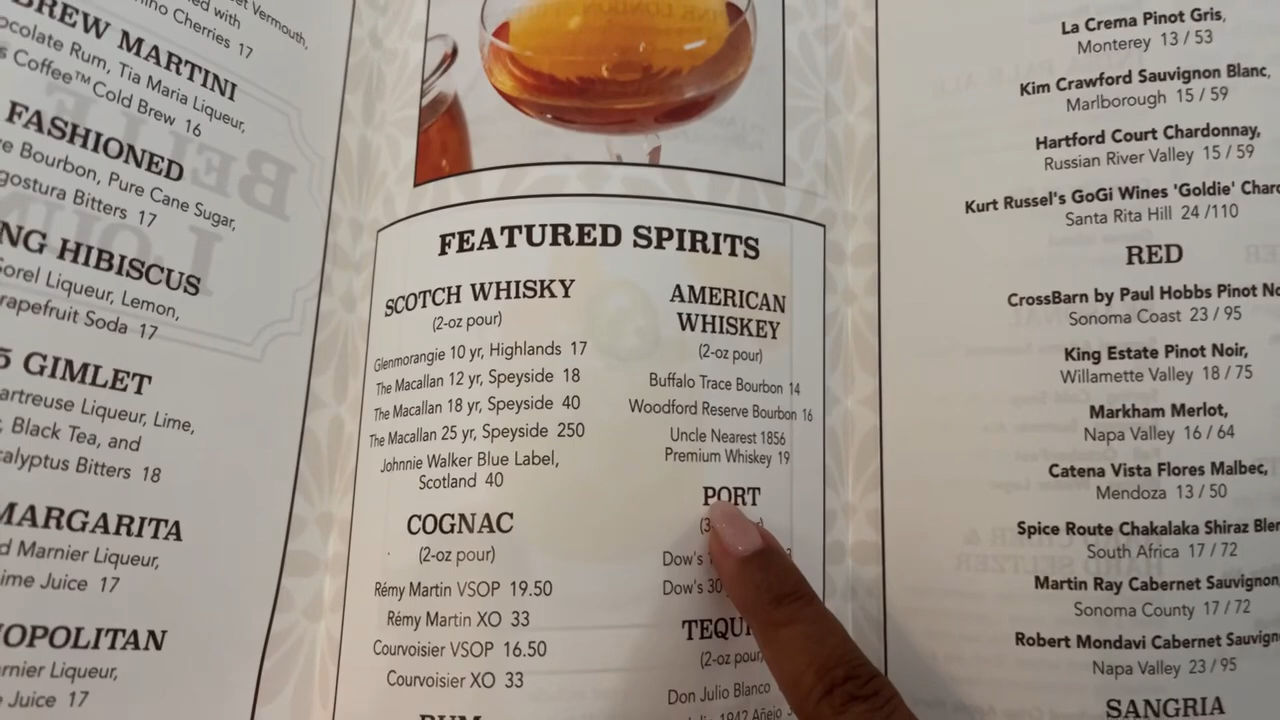 et Vermouth,
ed with
ino Cherries 17
BREW MARTINI
ocolate Rum, Tia Maria Liqueur,
s Coffee™ Cold Brew 16
FASHIONED
e Bourbon, Pure Cane Sugar,
gostura Bitters 17
NG HIBISCUS
Sorel Liqueur, Lemon,
rapefruit Soda 17
5 GIMLET
artreuse Liqueur, Lime,
, Black Tea, and
calyptus Bitters 18
MARGARITA
d Marnier Liqueur,
ime Juice 17
MOPOLITAN
rnier Liqueur,
e Juice 17
FEATURED SPIRITS
SCOTCH WHISKY
(2-oz pour)
Glenmorangie 10 yr, Highlands 17
The Macallan 12 yr, Speyside 18
The Macallan 18 yr, Speyside 40
The Macallan 25 yr, Speyside 250
Johnnie Walker Blue Label,
Scotland 40
COGNAC
(2-oz pour)
Rémy Martin VSOP 19.50
Rémy Martin XO 33
Courvoisier VSOP 16.50
Courvoisier XO 33
RUM
AMERICAN
WHISKEY
(2-oz pour)
Buffalo Trace Bourbon 14
Woodford Reserve Bourbon 16
Uncle Nearest 1856
Premium Whiskey 19
PORT
Dow's
Dow's 30
TEQU
(2-oz pour
Don Julio Blanco
1942 Añejo
La Crema Pinot Gris,
Monterey 13 / 53
Kim Crawford Sauvignon Blanc,
Marlborough 15 / 59
Hartford Court Chardonnay,
Russian River Valley 15 / 59
Kurt Russel's GoGi Wines 'Goldie' Chard
Santa Rita Hill 24 /110
RED
CrossBarn by Paul Hobbs Pinot No
Sonoma Coast 23 / 95
King Estate Pinot Noir,
Willamette Valley 18 / 75
Markham Merlot,
Napa Valley 16 / 64
Catena Vista Flores Malbec,
Mendoza 13 / 50
Spice Route Chakalaka Shiraz Blen
South Africa 17 / 72
Martin Ray Cabernet Sauvignon
Sonoma County 17 / 72
Robert Mondavi Cabernet Sauvign
Napa Valley 23 / 95
SANGRIA